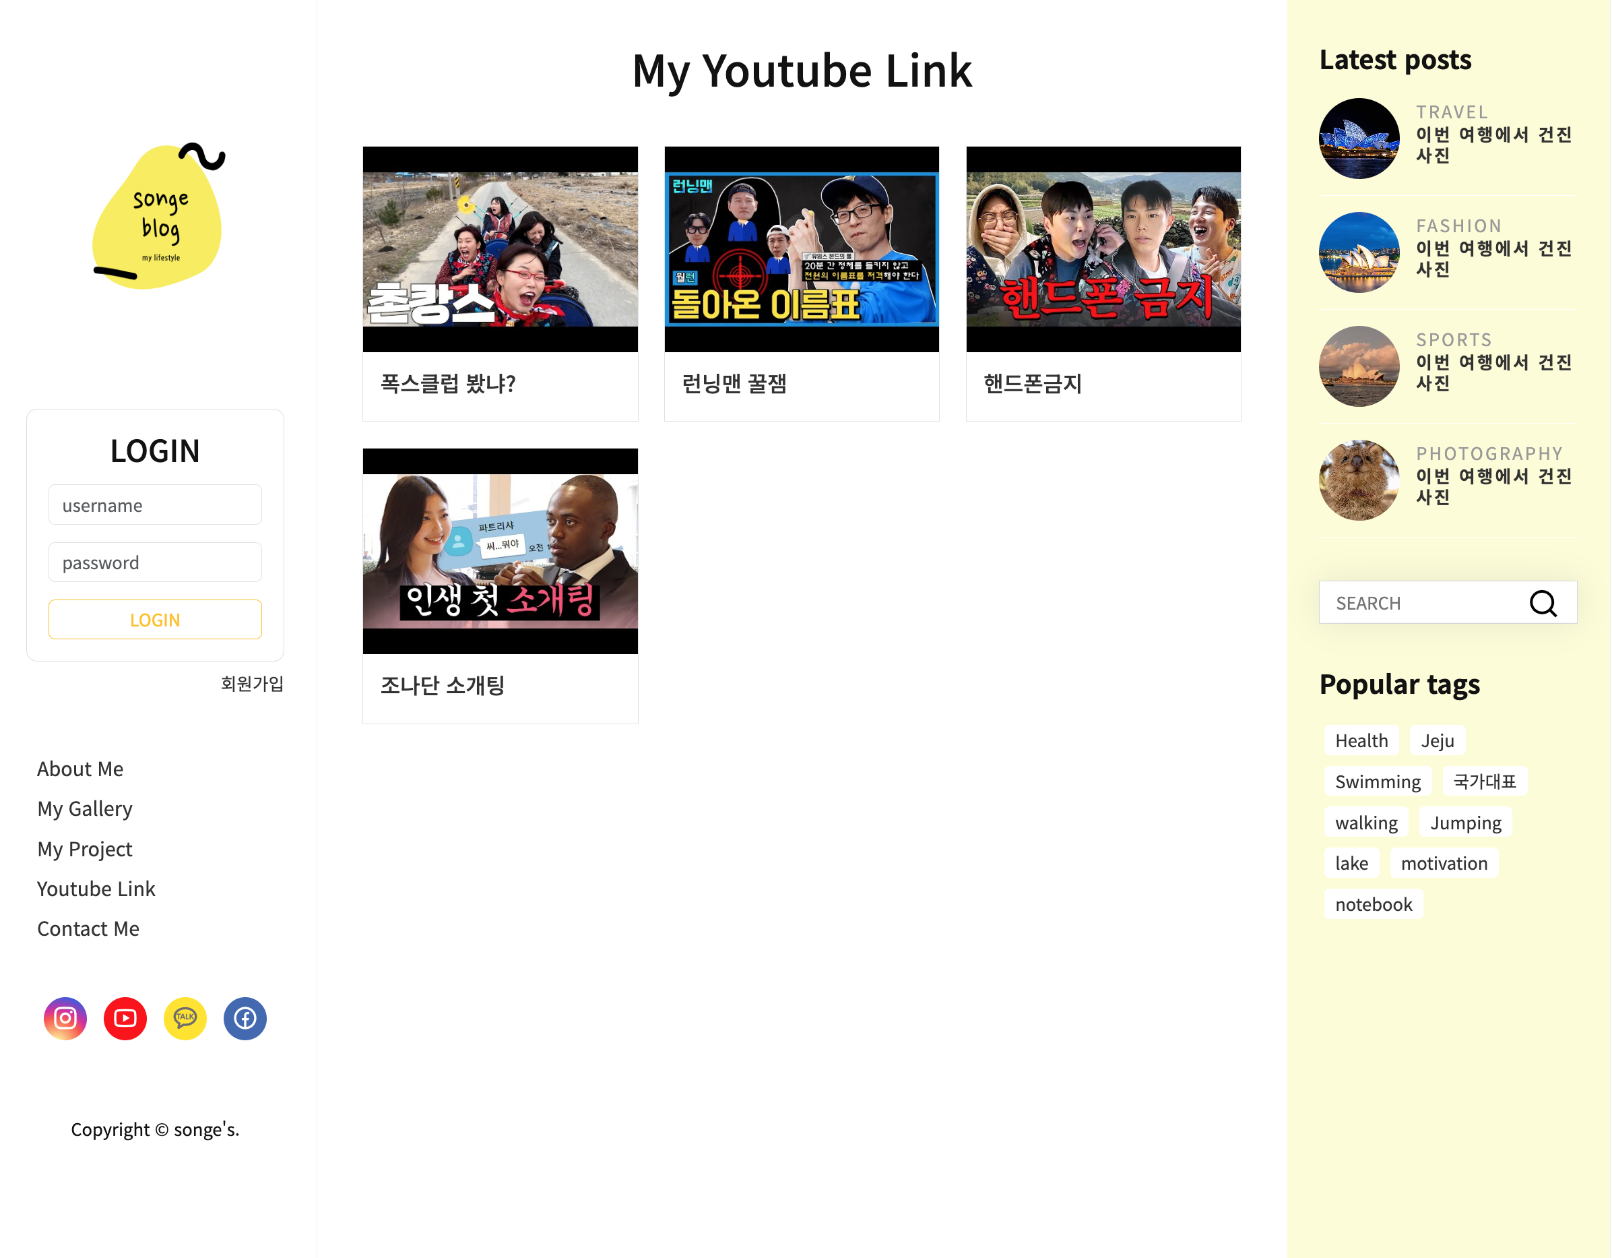 songe
blog
my lifestyle
LOGIN
username
password
LOGIN
회원가입
About Me
My Gallery
My Project
Youtube Link
Contact Me
TALK
Copyright © songe's.
My Youtube Link
촌캉스
폭스클럽 봤냐?
런닝맨
20분 간 정체를 들키지 않고
전원의 이름표를 저격해야 한다
월런
돌아온 이름표
런닝맨 꿀잼
핸드폰 금지
핸드폰금지
파트리샤
씨...뭐야
오전
인생 첫 소개팅
조나단 소개팅
Latest posts
TRAVEL
이번 여행에서 건진
사진
FASHION
이번 여행에서 건진
사진
SPORTS
이번 여행에서 건진
사진
PHOTOGRAPHY
이번 여행에서 건진
사진
SEARCH
Popular tags
Health Jeju
Swimming 국가대표
walking Jumping
lake motivation
notebook